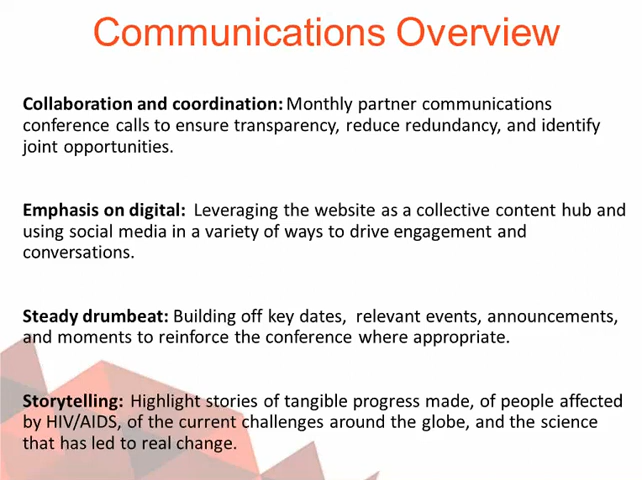 Communications Overview
Collaboration and coordination: Monthly partner communications
conference calls to ensure transparency, reduce redundancy, and identify
joint opportunities.
Emphasis on digital: Leveraging the website as a collective content hub and
using social media in a variety of ways to drive engagement and
conversations.
Steady drumbeat: Building off key dates, relevant events, announcements,
and moments to reinforce the conference where appropriate.
Storytelling: Highlight stories of tangible progress made, of people affected
by HIV/AIDS, of the current challenges around the globe, and the science
that has led to real change.